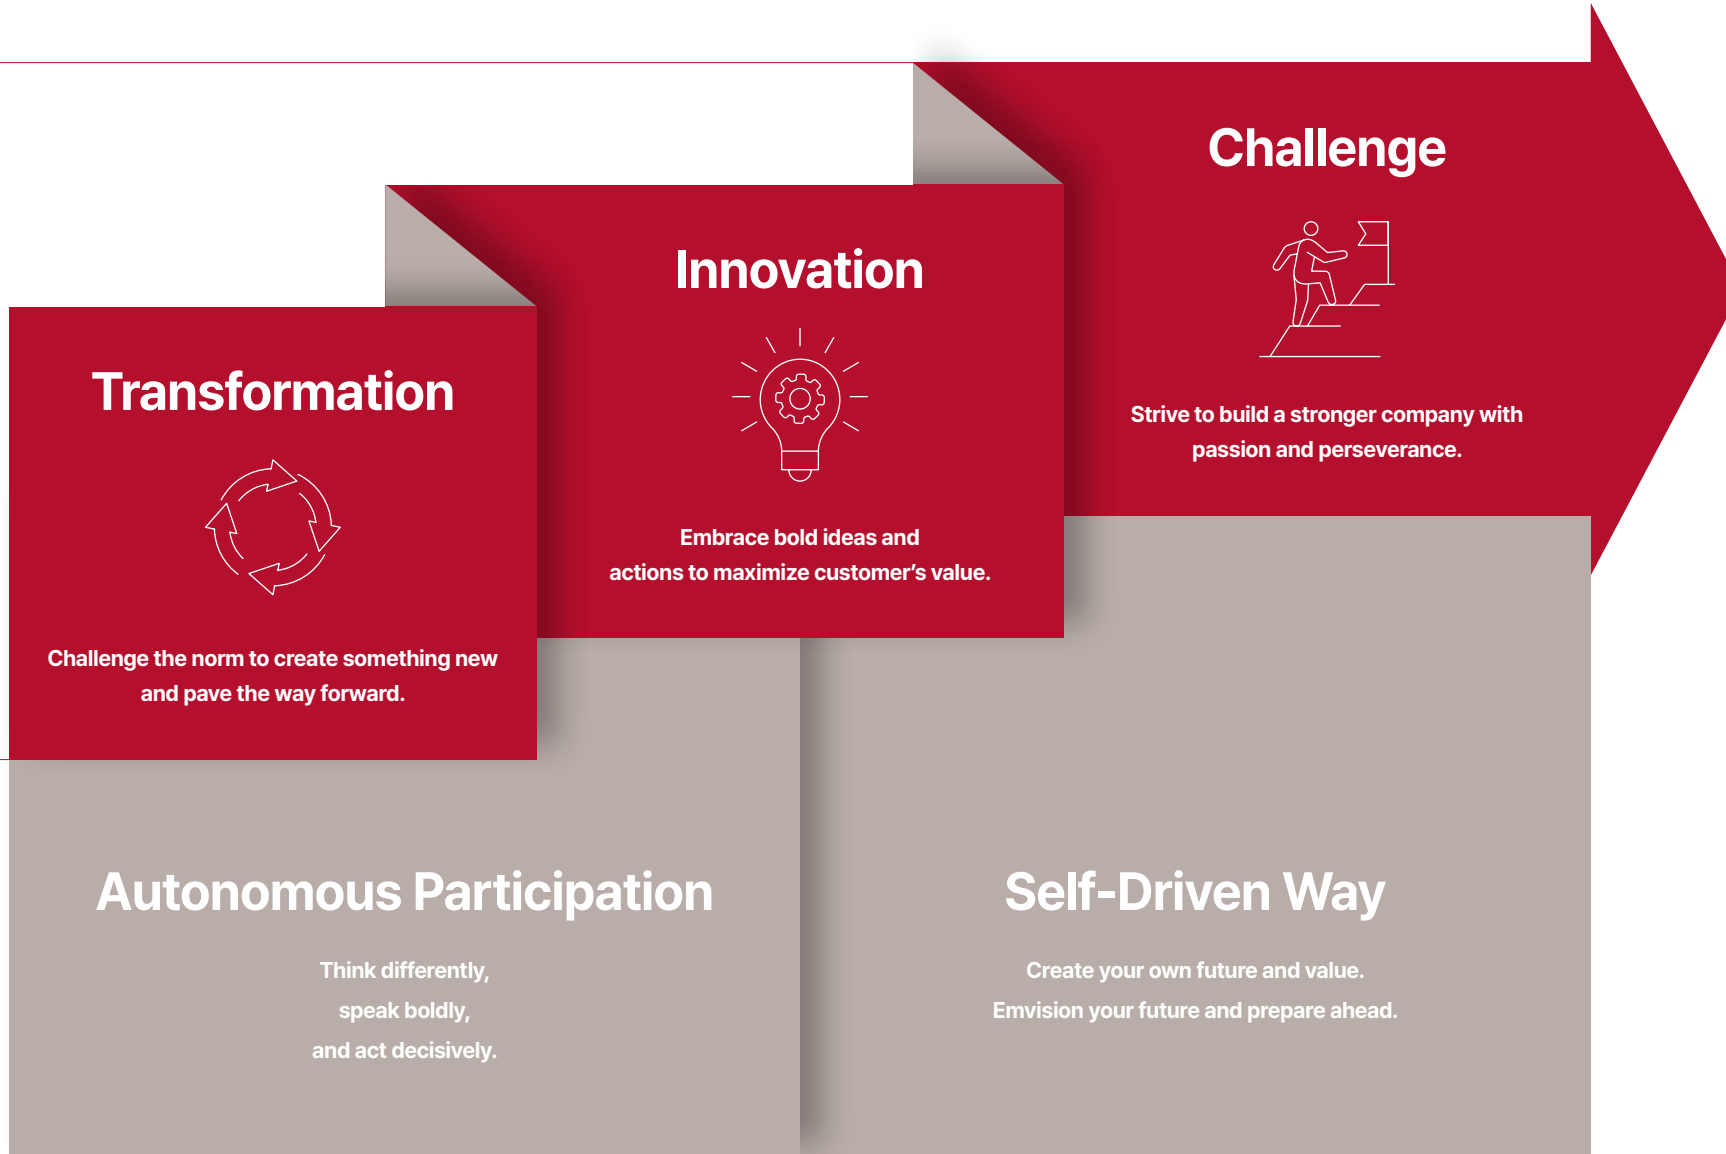 Transformation
Challenge the norm to create something new
and pave the way forward.
Innovation
Embrace bold ideas and
actions to maximize customer’s value.
Challenge
Strive to build a stronger company with
passion and perseverance.
Autonomous Participation
Think differently,
speak boldly,
and act decisively.
Self-Driven Way
Create your own future and value.
Emvision your future and prepare ahead.